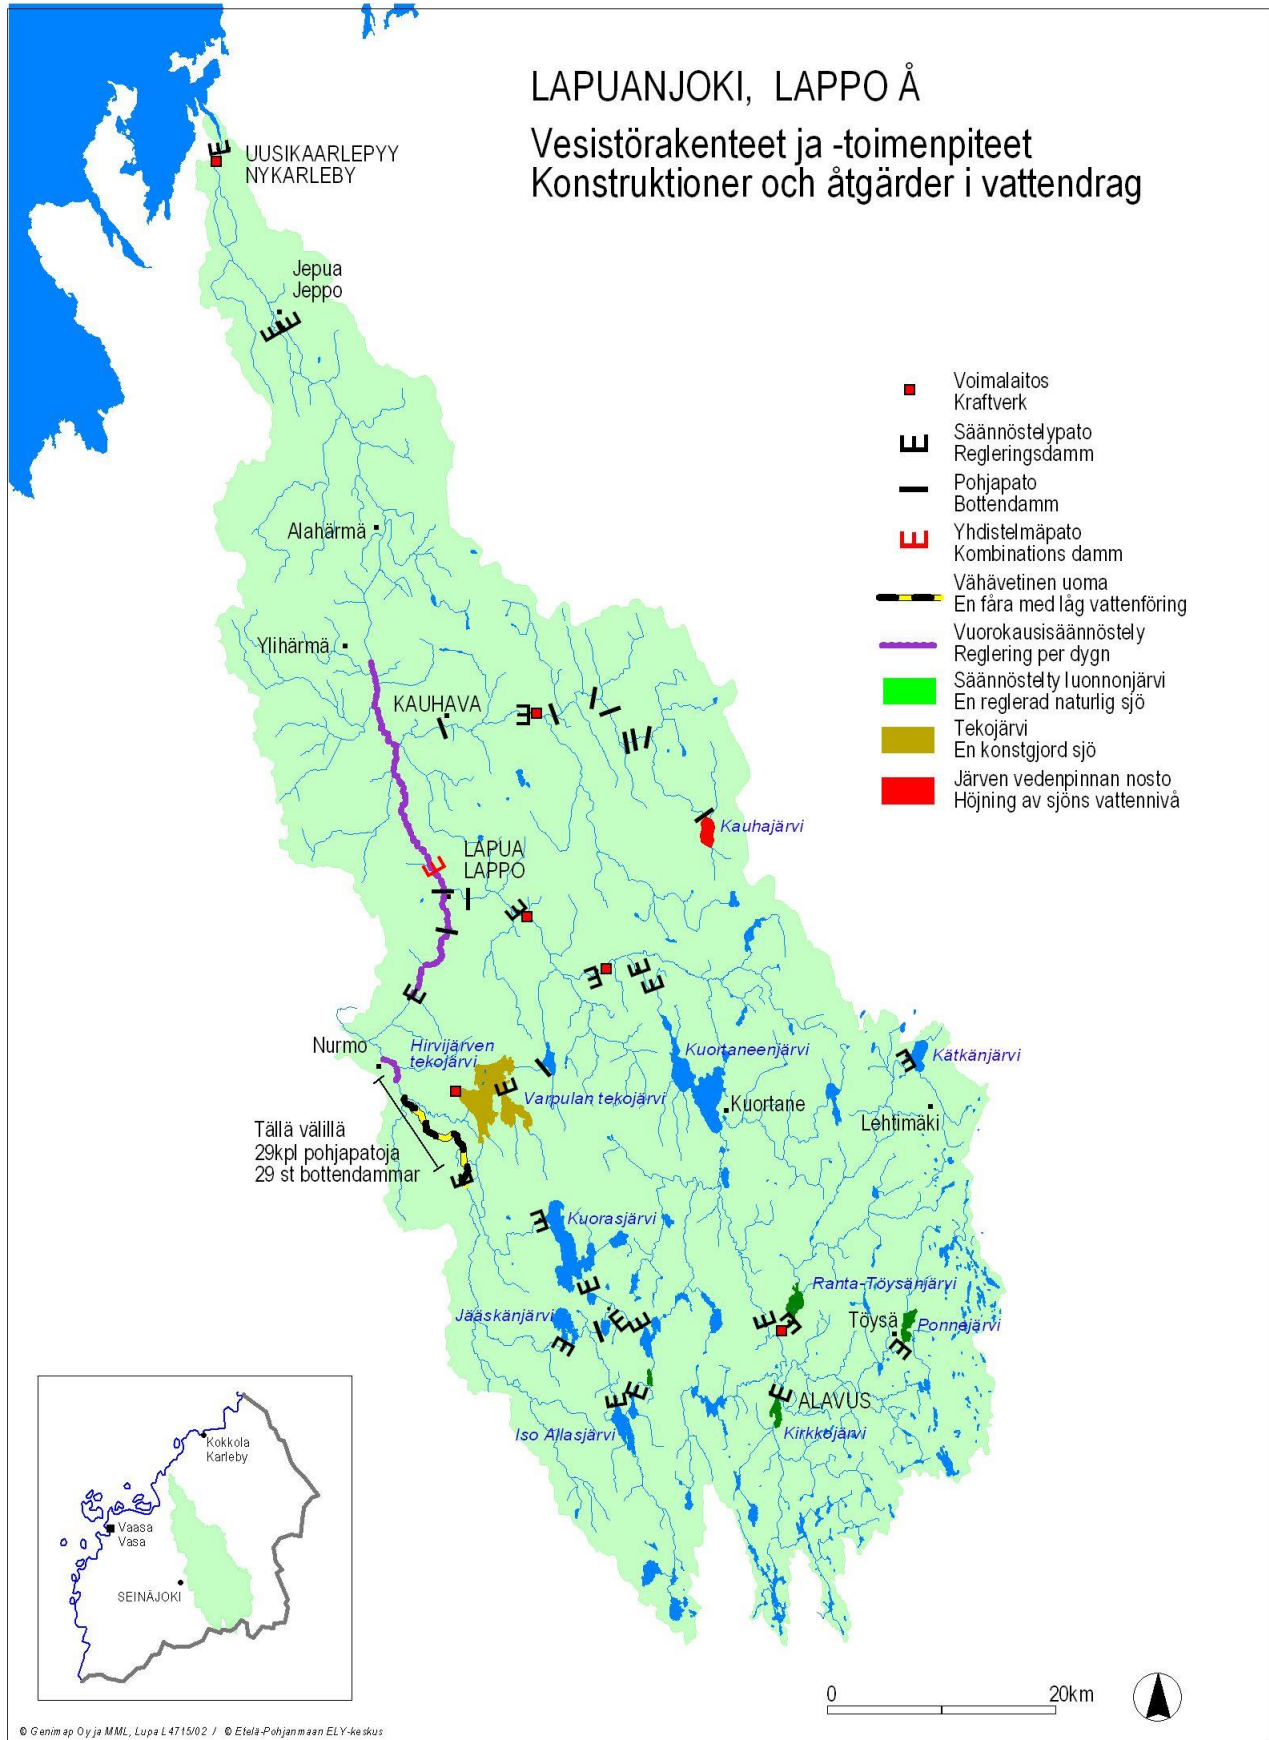 LAPUANJOKI, LAPPO Å
Vesistörakenteet ja -toimenpiteet
Konstruktioner och åtgärder i vattendrag
UUSIKAARLEPYY
NYKARLEBY
Jepua
Jeppo
Voimalaitos
Kraftverk
Säännöstelypato
Regleringsdamm
Pohjapato
Bottendamm
Yhdistelmäpato
Kombinations damm
Vähävetinen uoma
En fåra med låg vattenföring
Vuorokausisäännöstely
Reglering per dygn
Säännöstelty luonnonjärvi
En reglerad naturlig sjö
Tekojärvi
En konstgjord sjö
Järven vedenpinnan nosto
Höjning av sjöns vattennivå
Alahärmä
Ylihärmä
KAUHAVA
Kauhajärvi
LAPUA
LAPPO
Nurmo
Hirvijärven
tekojärvi
Kuortaneenjärvi
Kätkänjärvi
Varpulan tekojärvi
Kuortane
Lehtimäki
Tällä välillä
29kpl pohjapatoja
29 st bottendammar
Kuorasjärvi
Ranta-Töysänjärvi
Jääskänjärvi
Töysä
Ponnejärvi
ALAVUS
Iso Allasjärvi
Kirkkojärvi
Kokkola
Karleby
Vaasa
Vasa
SEINÄJOKI
0 20km
© Genimap Oy ja MML, Lupa L4715/02 / © Etelä-Pohjanmaan ELY-keskus